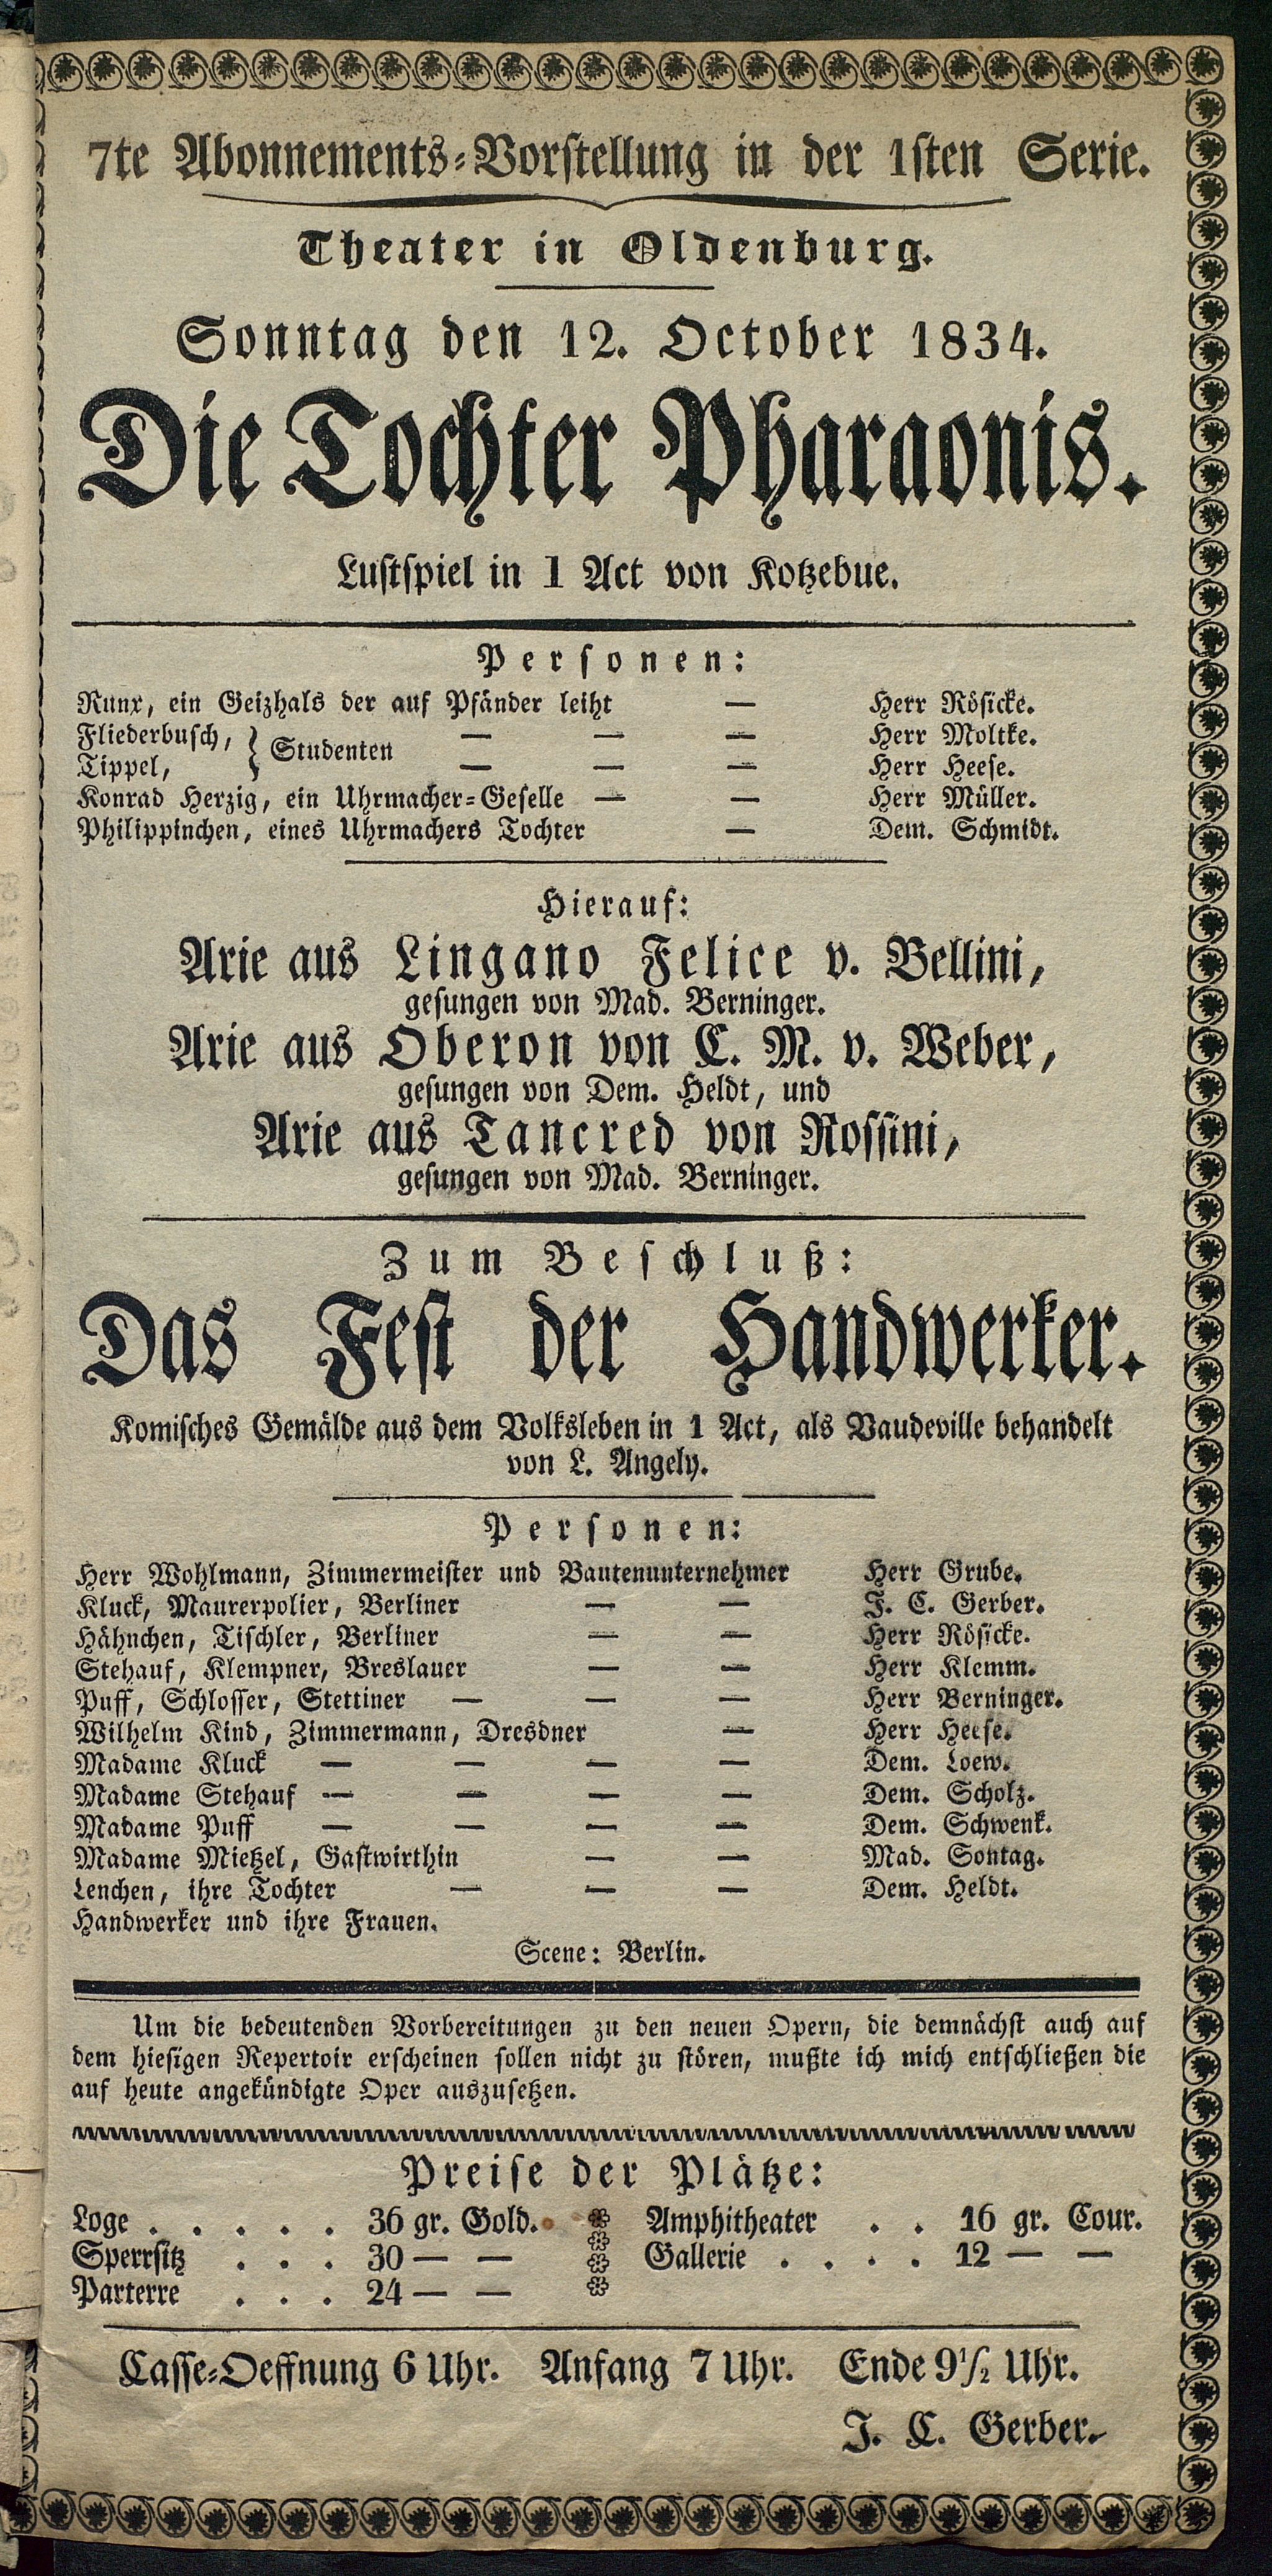 7te Abonnements-Vorstellung in der 1sten Serie.
Theater in Oldenburg.
Sonntag den 12. October 1834.
Die Tochter Pharaonis.
Lustspiel in 1 Act von Kotzebue.
Personen:
Runx, ein Geizhals der auf Pfänder leiht — Herr Rösicke.
Fliederbusch, } Studenten — — — Herr Moltke.
Tippel, — — — Herr Heese.
Konrad Herzig, ein Uhrmacher-Geselle — — Herr Müller.
Philippinchen, eines Uhrmachers Tochter — Dem. Schmidt.
Hierauf:
Arie aus Lingano Felice v. Bellini,
gesungen von Mad. Berninger.
Arie aus Oberon von C. M. v. Weber,
gesungen von Dem. Heldt, und
Arie aus Tancred von Rossini,
gesungen von Mad. Berninger.
Zum Beschluß:
Das Fest der Handwerker.
Komisches Gemälde aus dem Volksleben in 1 Act, als Vaudeville behandelt
von L. Angely.
Personen:
Herr Wohlmann, Zimmermeister und Bautenunternehmer Herr Grube.
Kluck, Maurerpolier, Berliner — — J. C. Gerber.
Hähnchen, Tischler, Berliner — — Herr Rösicke.
Stehauf, Klempner, Breslauer — — Herr Klemm.
Puff, Schlosser, Stettiner — — — Herr Berninger.
Wilhelm Kind, Zimmermann, Dresdner — Herr Heese.
Madame Kluck — — — — Dem. Loew.
Madame Stehauf — — — — Dem. Scholz.
Madame Puff — — — — Dem. Schwenk.
Madame Mietzel, Gastwirthin — — Mad. Sontag.
Lenchen, ihre Tochter — — — Dem. Heldt.
Handwerker und ihre Frauen.
Scene: Berlin.
Um die bedeutenden Vorbereitungen zu den neuen Opern, die demnächst auch auf
dem hiesigen Repertoir erscheinen sollen nicht zu stören, mußte ich mich entschließen die
auf heute angekündigte Oper auszusetzen.
Preise der Plätze:
Loge . . . . . 36 gr. Gold. Amphitheater . . 16 gr. Cour.
Sperrsitz . . . 30 — — Gallerie . . . . 12 — —
Parterre . . . 24 — —
Casse-Oeffnung 6 Uhr. Anfang 7 Uhr. Ende 9½ Uhr.
J. C. Gerber.